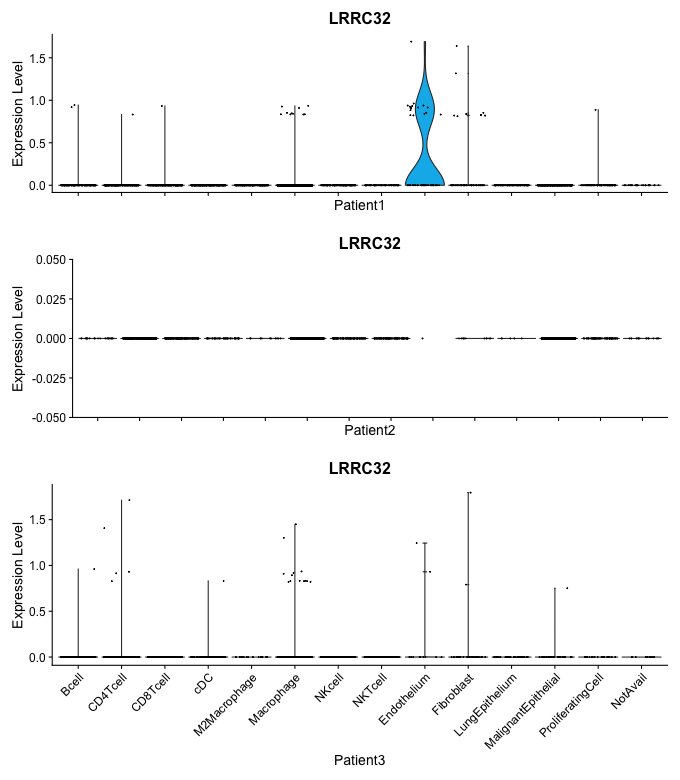 LRRC32
Expression Level
1.5
1.0
0.5
0.0
Patient1
LRRC32
Expression Level
0.050
0.025
0.000
-0.025
-0.050
Patient2
LRRC32
Expression Level
1.5
1.0
0.5
0.0
Bcell
CD4Tcell
CD8Tcell
cDC
M2Macrophage
Macrophage
NKcell
NKTcell
Endothelium
Fibroblast
LungEpithelium
MalignantEpithelial
ProliferatingCell
NotAvail
Patient3